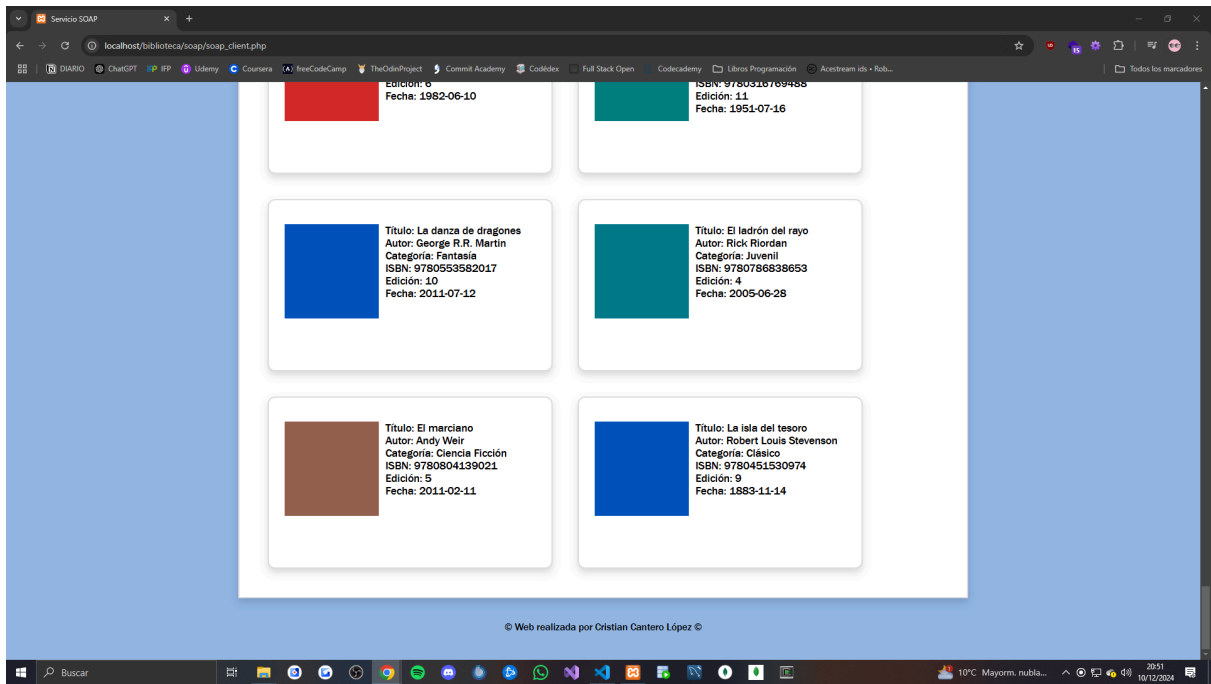 Servicio SOAP
localhost/biblioteca/soap/soap_client.php
15
DIARIO
ChatGPT
IFP
Udemy
Coursera
freeCodeCamp
TheOdinProject
Commit Academy
Codédex
Full Stack Open
Codecademy
Libros Programación
Acestream ids • Rob...
Todos los marcadores
Edición: 6
Fecha: 1982-06-10
ISBN: 9780316769488
Edición: 11
Fecha: 1951-07-16
Título: La danza de dragones
Autor: George R.R. Martin
Categoría: Fantasía
ISBN: 9780553582017
Edición: 10
Fecha: 2011-07-12
Título: El ladrón del rayo
Autor: Rick Riordan
Categoría: Juvenil
ISBN: 9780786838653
Edición: 4
Fecha: 2005-06-28
Título: El marciano
Autor: Andy Weir
Categoría: Ciencia Ficción
ISBN: 9780804139021
Edición: 5
Fecha: 2011-02-11
Título: La isla del tesoro
Autor: Robert Louis Stevenson
Categoría: Clásico
ISBN: 9780451530974
Edición: 9
Fecha: 1883-11-14
© Web realizada por Cristian Cantero López ©
Buscar
10°C Mayorm. nubla...
20:51
10/12/2024